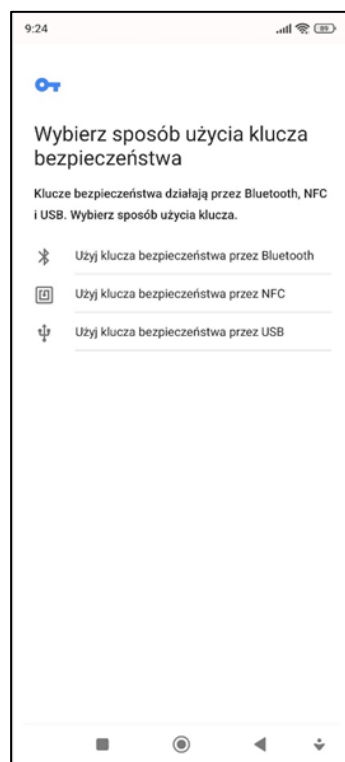 9:24
89
Wybierz sposób użycia klucza
bezpieczeństwa
Klucze bezpieczeństwa działają przez Bluetooth, NFC
i USB. Wybierz sposób użycia klucza.
Użyj klucza bezpieczeństwa przez Bluetooth
Użyj klucza bezpieczeństwa przez NFC
Użyj klucza bezpieczeństwa przez USB